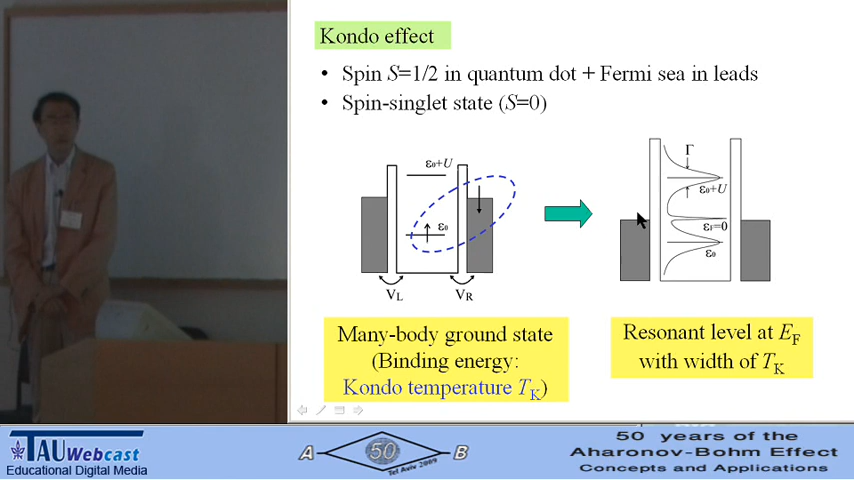 Kondo effect
• Spin S=1/2 in quantum dot + Fermi sea in leads
• Spin-singlet state (S=0)
ε₀+U
ε₀
VL
VR
Γ
ε₀+U
εF=0
ε₀
Many-body ground state
(Binding energy:
Kondo temperature TK)
Resonant level at EF
with width of TK
TAU Webcast
Educational Digital Media
A 50 B
Tel Aviv 2009
50 years of the
Aharonov-Bohm Effect
Concepts and Applications